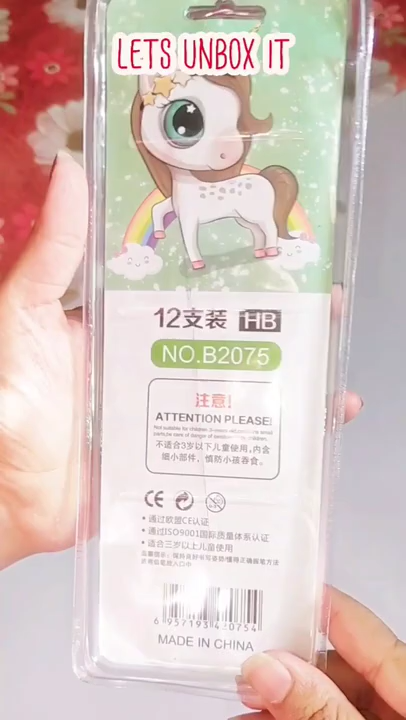 LETS UNBOX IT
12支装 HB
NO.B2075
注意!
ATTENTION PLEASE!
不适合3岁以下儿童使用,内含
细小部件，慎防小孩吞食。
CE
• 通过欧盟CE认证
• 通过ISO9001国际质量体系认证
• 适合三岁以上儿童使用
6 957193 420754
MADE IN CHINA